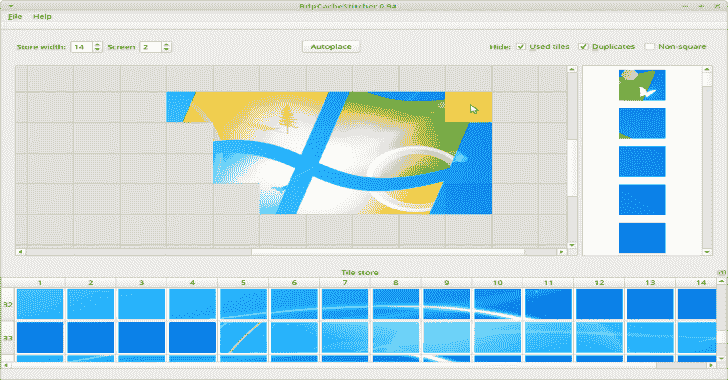 RdpCacheStitcher 0.94
File Help
Store width: 14 Screen 2 Autoplace Hide: Used tiles Duplicates Non-square
Tile store
1 2 3 4 5 6 7 8 9 10 11 12 13 14
32
33